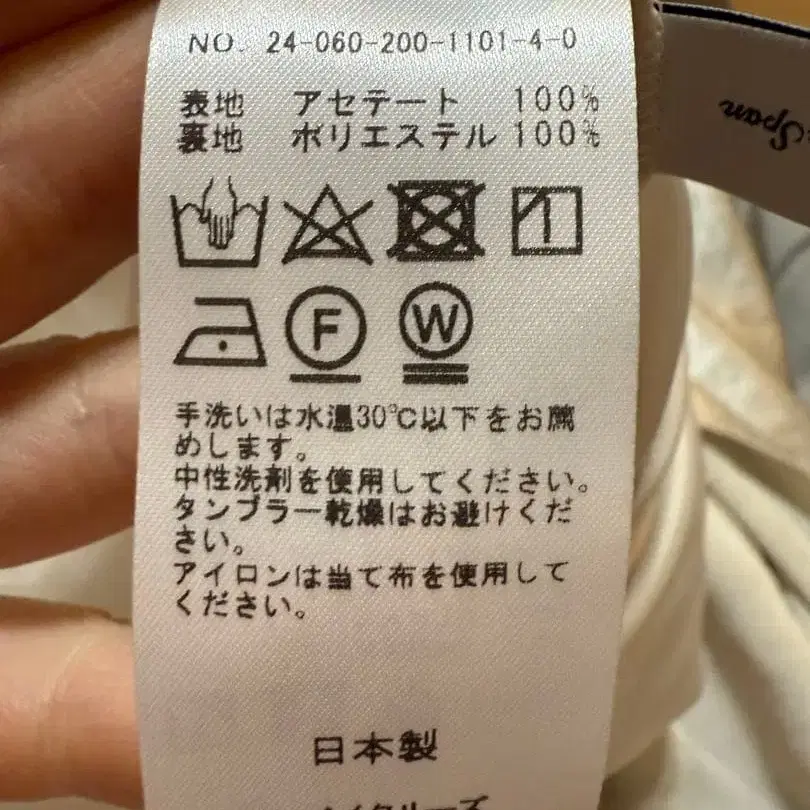 NO. 24-060-200-1101-4-0
表地 アセテート 100%
裏地 ポリエステル 100%
F
W
手洗いは水温30℃以下をお薦
めします。
中性洗剤を使用してください。
タンブラー乾燥はお避けくだ
さい。
アイロンは当て布を使用して
ください。
日本製
Span